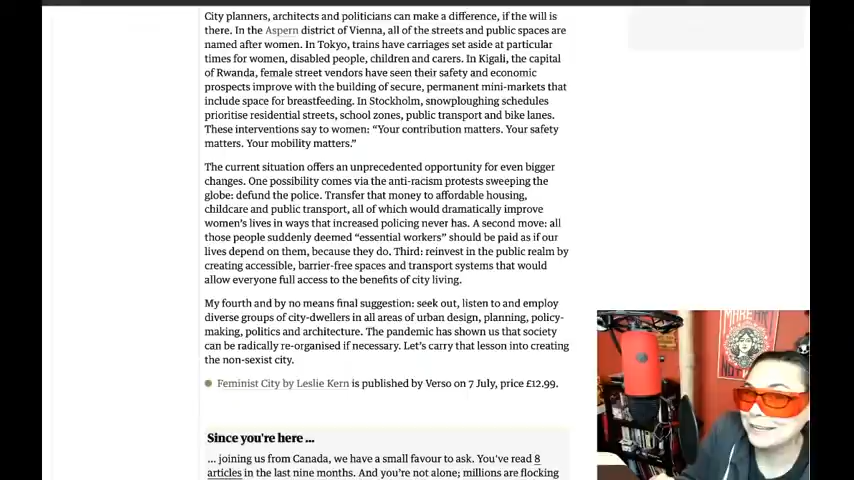 City planners, architects and politicians can make a difference, if the will is
there. In the Aspern district of Vienna, all of the streets and public spaces are
named after women. In Tokyo, trains have carriages set aside at particular
times for women, disabled people, children and carers. In Kigali, the capital
of Rwanda, female street vendors have seen their safety and economic
prospects improve with the building of secure, permanent mini-markets that
include space for breastfeeding. In Stockholm, snowploughing schedules
prioritise residential streets, school zones, public transport and bike lanes.
These interventions say to women: “Your contribution matters. Your safety
matters. Your mobility matters.”
The current situation offers an unprecedented opportunity for even bigger
changes. One possibility comes via the anti-racism protests sweeping the
globe: defund the police. Transfer that money to affordable housing,
childcare and public transport, all of which would dramatically improve
women’s lives in ways that increased policing never has. A second move: all
those people suddenly deemed “essential workers” should be paid as if our
lives depend on them, because they do. Third: reinvest in the public realm by
creating accessible, barrier-free spaces and transport systems that would
allow everyone full access to the benefits of city living.
My fourth and by no means final suggestion: seek out, listen to and employ
diverse groups of city-dwellers in all areas of urban design, planning, policy-
making, politics and architecture. The pandemic has shown us that society
can be radically re-organised if necessary. Let’s carry that lesson into creating
the non-sexist city.
Feminist City by Leslie Kern is published by Verso on 7 July, price £12.99.
Since you’re here ...
... joining us from Canada, we have a small favour to ask. You’ve read 8
articles in the last nine months. And you’re not alone; millions are flocking
MAKE ART